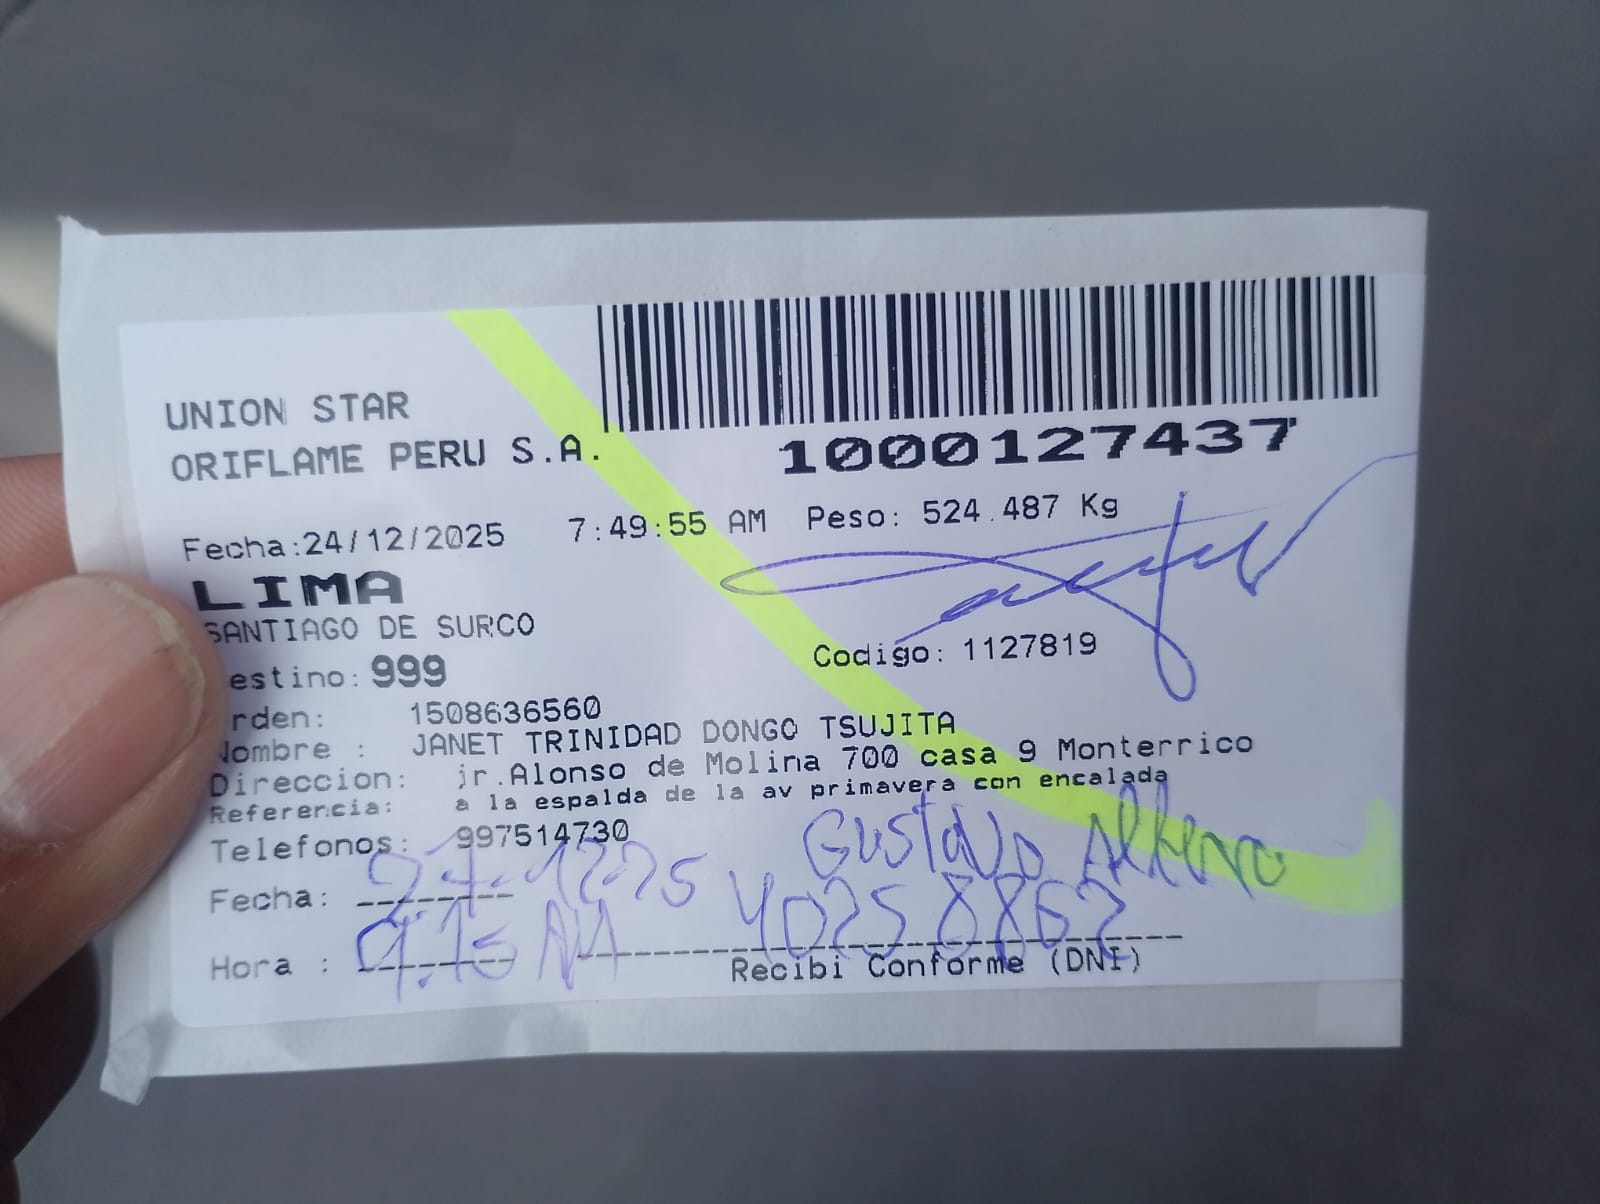 UNION STAR
ORIFLAME PERU S.A.
1000127437
Fecha:24/12/2025 7:49:55 AM Peso: 524.487 Kg
LIMA
SANTIAGO DE SURCO
estino: 999
Codigo: 1127819
rden: 1508636560
Nombre : JANET TRINIDAD DONGO TSUJITA
Direccion: jr.Alonso de Molina 700 casa 9 Monterrico
Referencia: a la espalda de la av primavera con encalada
Telefonos: 997514730
Gustavo
Fecha:
Hora : 9.15 AM
Recibi Conforme (DNI)